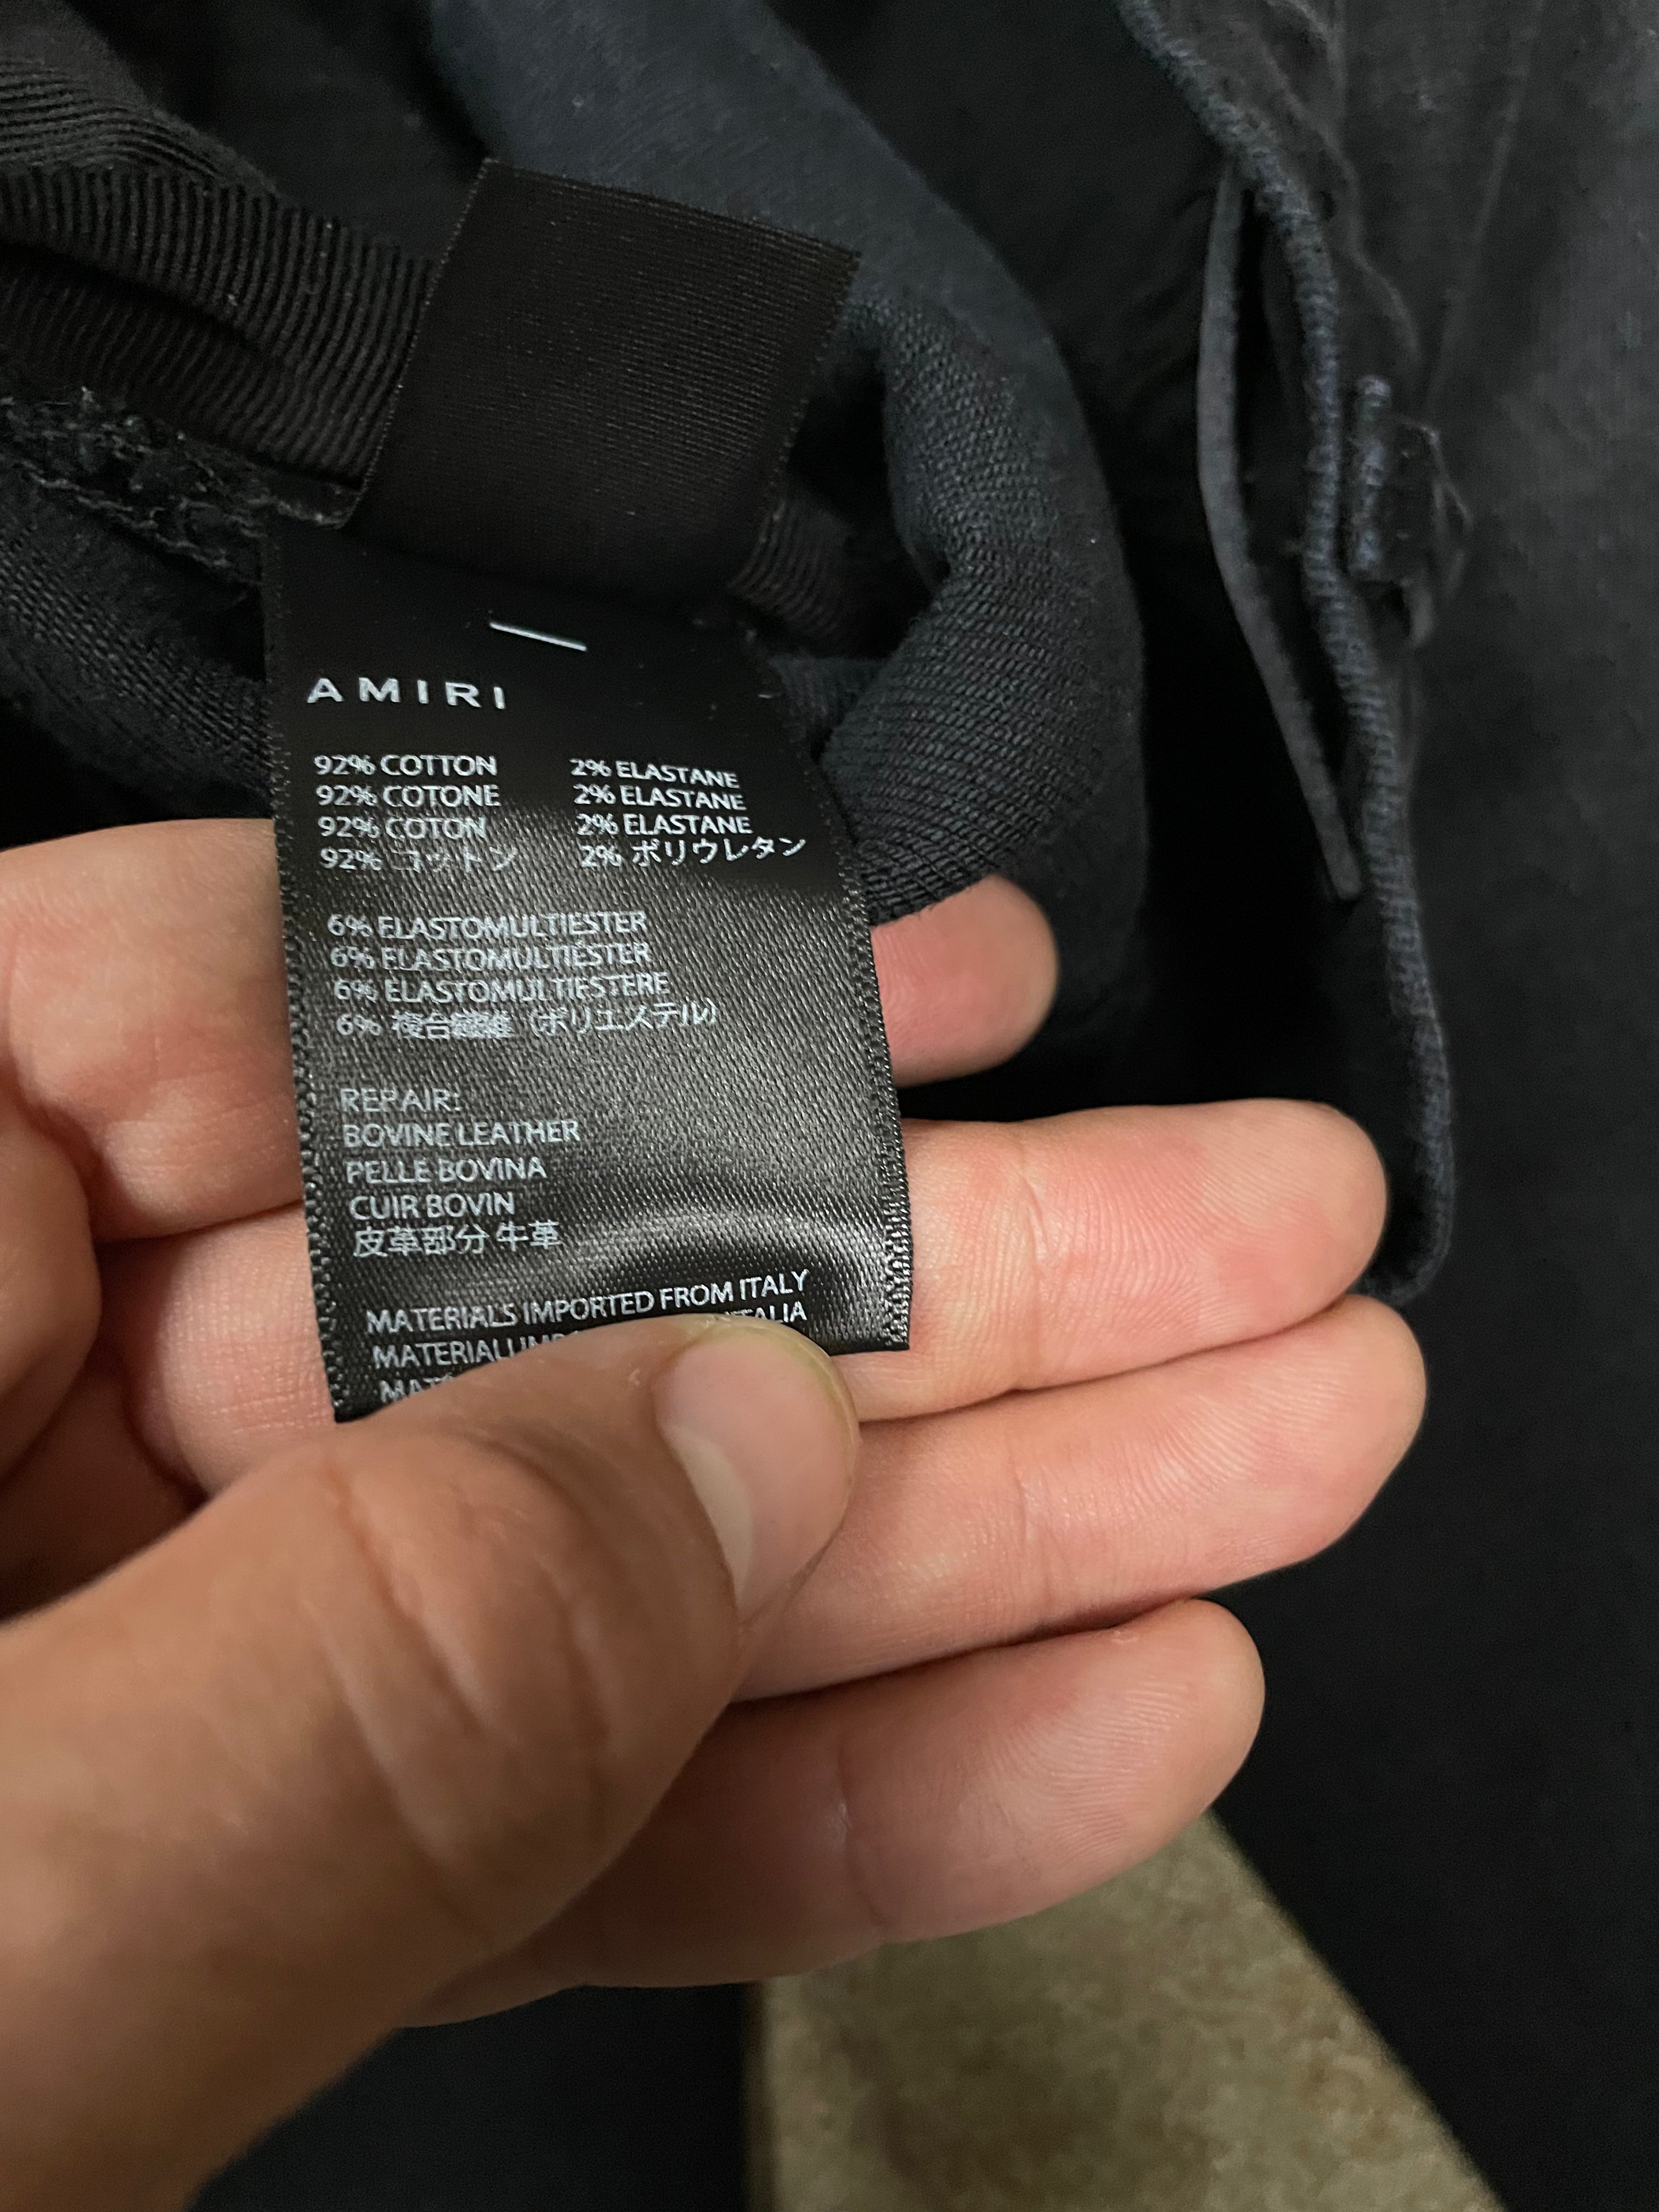 AMIRI
92% COTTON 2% ELASTANE
92% COTONE 2% ELASTANE
92% COTON 2% ELASTANE
92% コットン 2% ポリウレタン
6% ELASTOMULTIESTER
6% ELASTOMULTIESTER
6% ELASTOMULTIESTERE
6% 複合繊維 (ポリエステル)
REPAIR:
BOVINE LEATHER
PELLE BOVINA
CUIR BOVIN
皮革部分 牛革
MATERIALS IMPORTED FROM ITALY